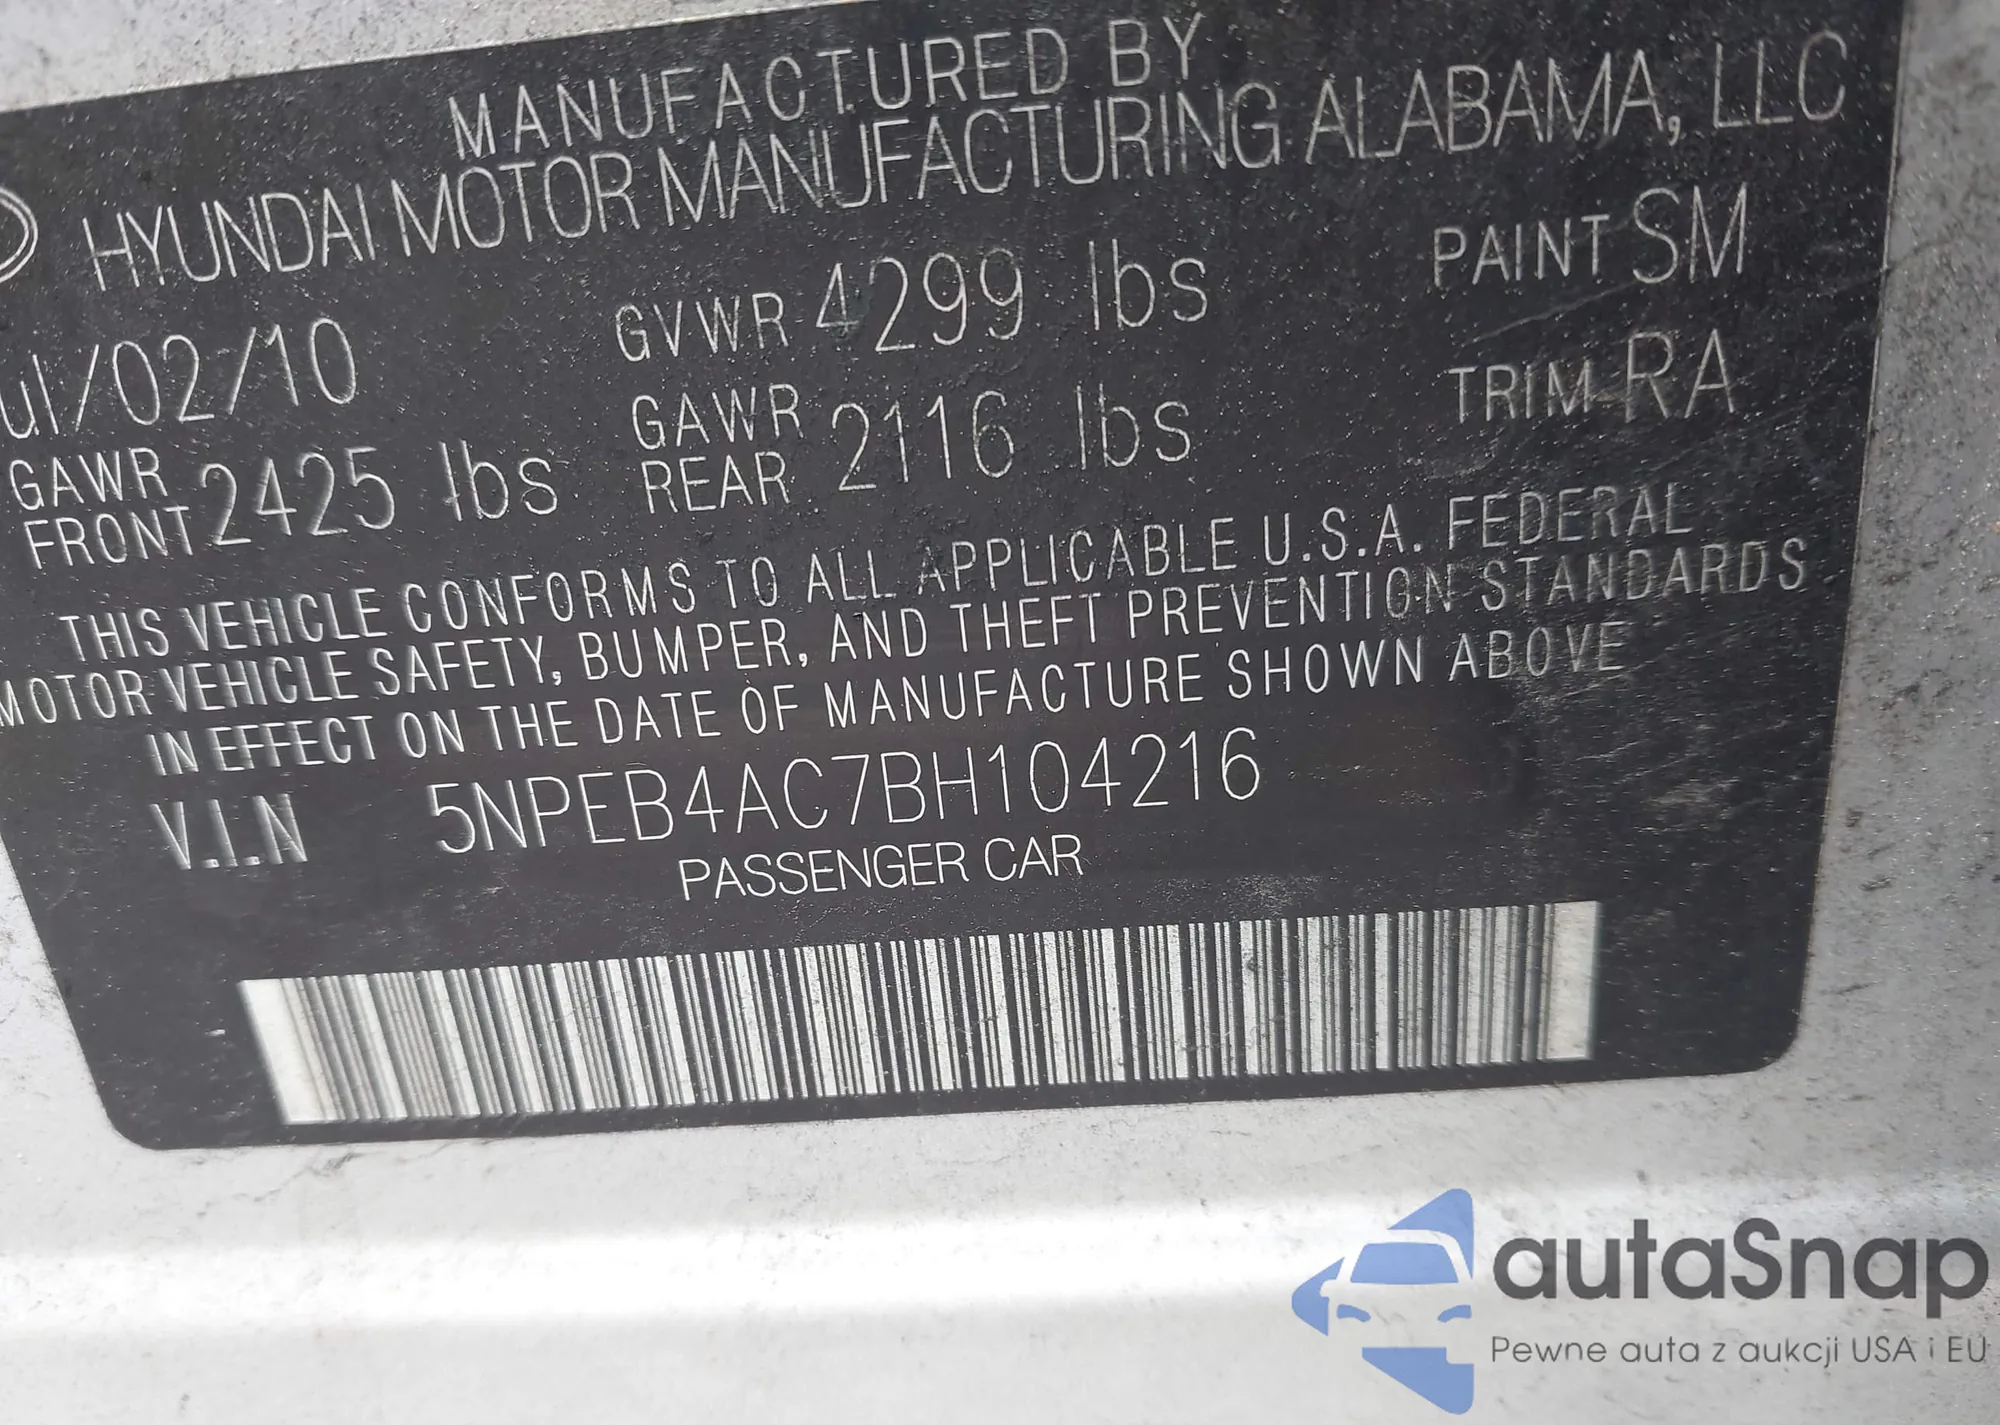 MANUFACTURED BY
HYUNDAI MOTOR MANUFACTURING ALABAMA, LLC
ul/02/10 GVWR 4299 lbs PAINT SM
GAWR FRONT 2425 lbs GAWR REAR 2116 lbs TRIM RA
THIS VEHICLE CONFORMS TO ALL APPLICABLE U.S.A. FEDERAL
MOTOR VEHICLE SAFETY, BUMPER, AND THEFT PREVENTION STANDARDS
IN EFFECT ON THE DATE OF MANUFACTURE SHOWN ABOVE
V.I.N 5NPEB4AC7BH104216
PASSENGER CAR
autaSnap
Pewne auta z aukcji USA i EU